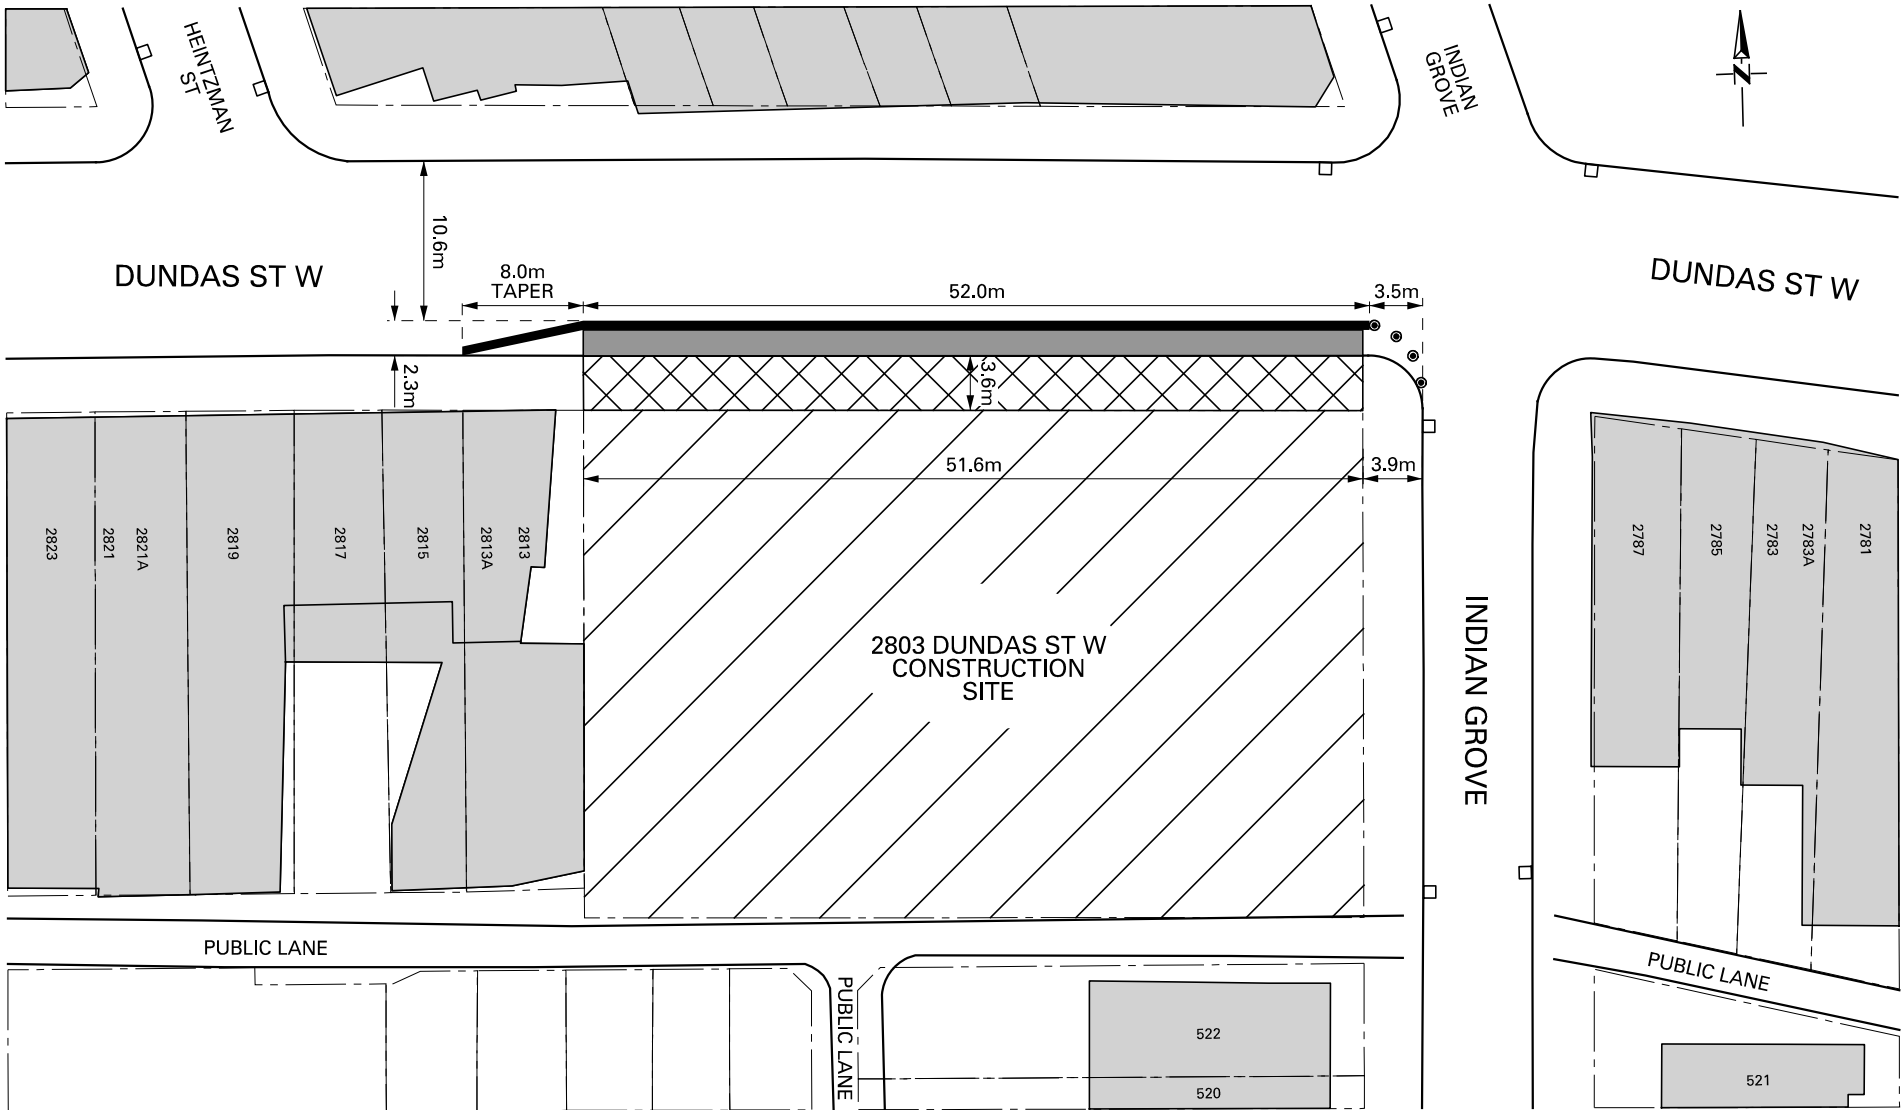 HEINTZMAN
ST
INDIAN
GROVE
N
10.6m
DUNDAS ST W
8.0m
TAPER
52.0m
3.5m
DUNDAS ST W
2.3m
3.6m
51.6m
3.9m
2823
2821
2821A
2819
2817
2815
2813A
2813
2787
2785
2783
2783A
2781
2803 DUNDAS ST W
CONSTRUCTION
SITE
INDIAN GROVE
PUBLIC LANE
PUBLIC LANE
PUBLIC LANE
522
520
521